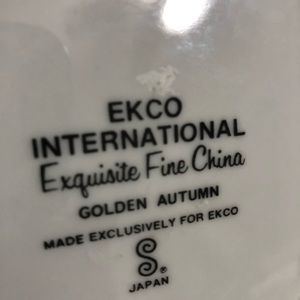 EKCO
INTERNATIONAL
Exquisite Fine China
GOLDEN AUTUMN
MADE EXCLUSIVELY FOR EKCO
S®
JAPAN